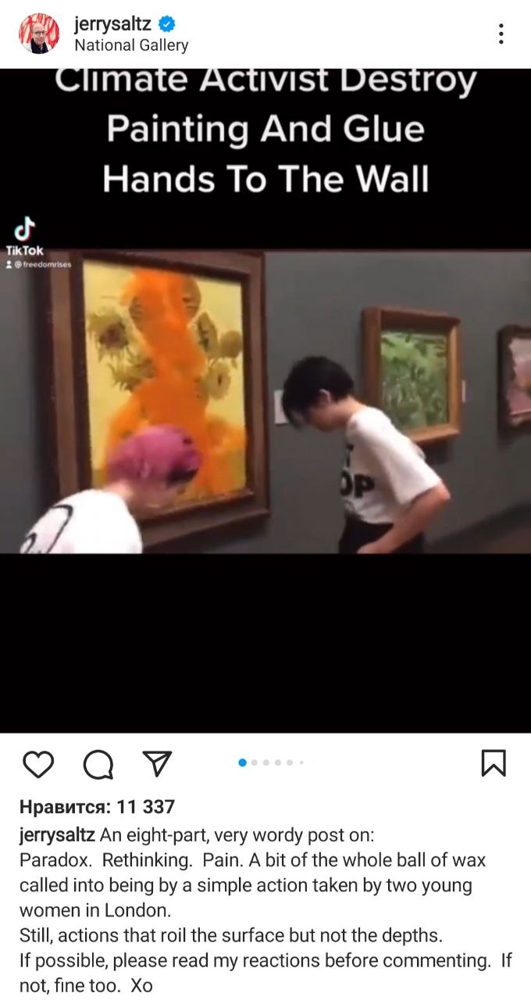 jerrysaltz
National Gallery
Climate Activist Destroy
Painting And Glue
Hands To The Wall
TikTok
@freedomrises
OP
Нравится: 11 337
jerrysaltz An eight-part, very wordy post on:
Paradox. Rethinking. Pain. A bit of the whole ball of wax
called into being by a simple action taken by two young
women in London.
Still, actions that roil the surface but not the depths.
If possible, please read my reactions before commenting. If
not, fine too. Xo